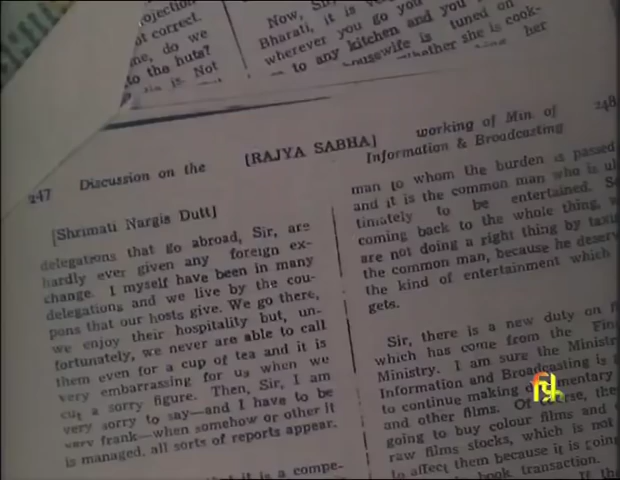 ojection
ot correct.
ne, do we
to the huts?
is. Not
Now, Sir,
Bharati, it is
wherever you go
to any kitchen and you
housewife is tuned on
whether she is cook-
her
247 Discussion on the [RAJYA SABHA] working of Min. of 248
Information & Broadcasting
[Shrimati Nargis Dutt]
delegations that go abroad, Sir, are
hardly ever given any foreign ex-
change. I myself have been in many
delegations and we live by the cou-
pons that our hosts give. We go there,
we enjoy their hospitality but, un-
fortunately, we never are able to call
them even for a cup of tea and it is
very embarrassing for us when we
cut a sorry figure. Then, Sir, I am
very sorry to say—and I have to be
very frank—when somehow or other it
is managed, all sorts of reports appear.
it is a compe-
man to whom the burden is passed
and it is the common man who is ul-
timately to be entertained. So
coming back to the whole thing,
are not doing a right thing by taxing
the common man, because he deserv
the kind of entertainment which
gets.
Sir, there is a new duty on
which has come from the Fin
Ministry. I am sure the Ministr
Information and Broadcasting is
to continue making documentary
and other films. Of course, the
going to buy colour films and
raw films stocks, which is not
to affect them because it is going
book transaction.